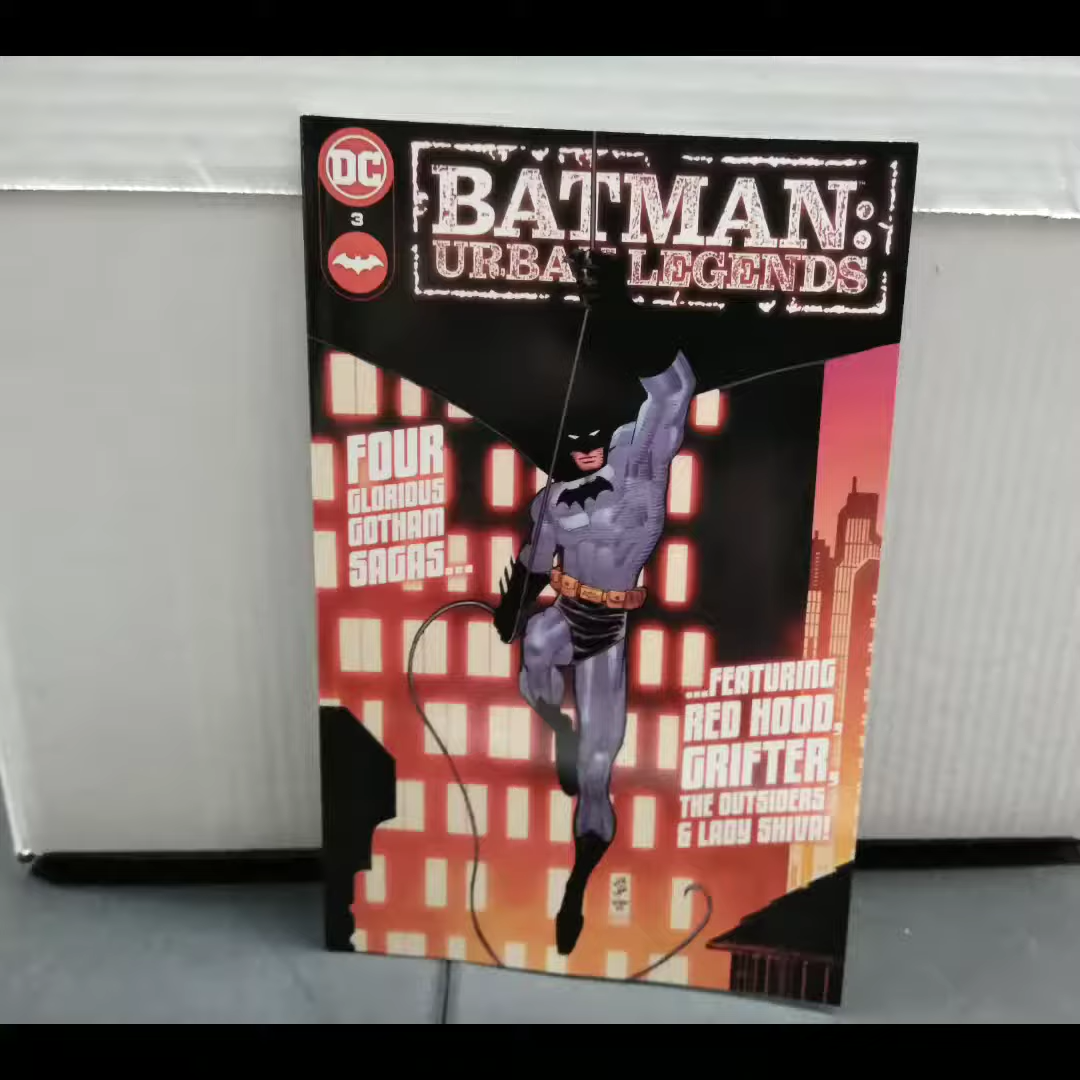 DC
3
BATMAN:
URBAN LEGENDS
FOUR
GLORIOUS
GOTHAM
SAGAS...
...FEATURING
RED HOOD,
GRIFTER,
THE OUTSIDERS
& LADY SHIVA!